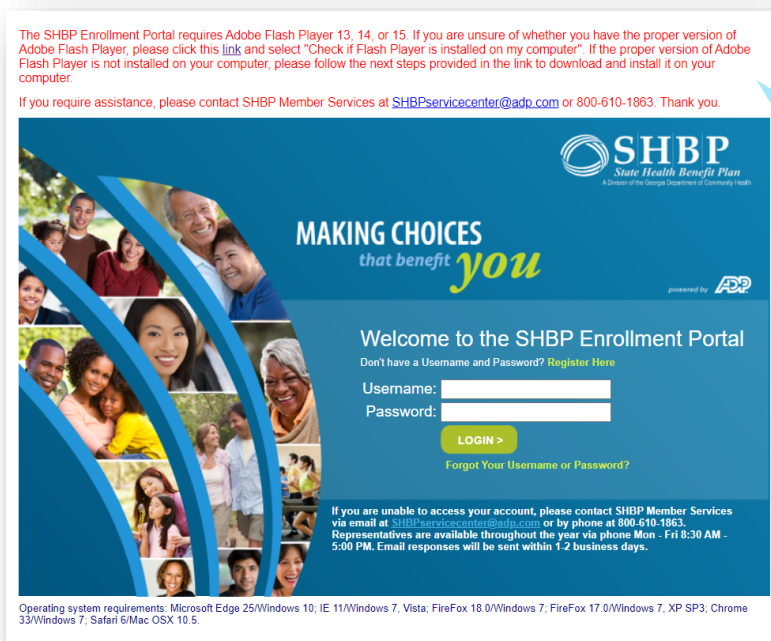 The SHBP Enrollment Portal requires Adobe Flash Player 13, 14, or 15. If you are unsure of whether you have the proper version of
Adobe Flash Player, please click this link and select "Check if Flash Player is installed on my computer". If the proper version of Adobe
Flash Player is not installed on your computer, please follow the next steps provided in the link to download and install it on your
computer.
If you require assistance, please contact SHBP Member Services at SHBPservicecenter@adp.com or 800-610-1863. Thank you.
SHBP
State Health Benefit Plan
A Division of the Georgia Department of Community Health
MAKING CHOICES
that benefit you
powered by ADP
Welcome to the SHBP Enrollment Portal
Don't have a Username and Password? Register Here
Username:
Password:
LOGIN >
Forgot Your Username or Password?
If you are unable to access your account, please contact SHBP Member Services
via email at SHBPservicecenter@adp.com or by phone at 800-610-1863.
Representatives are available throughout the year via phone Mon - Fri 8:30 AM -
5:00 PM. Email responses will be sent within 1-2 business days.
Operating system requirements: Microsoft Edge 25/Windows 10; IE 11/Windows 7, Vista; FireFox 18.0/Windows 7; FireFox 17.0/Windows 7, XP SP3; Chrome
33/Windows 7; Safari 6/Mac OSX 10.5.